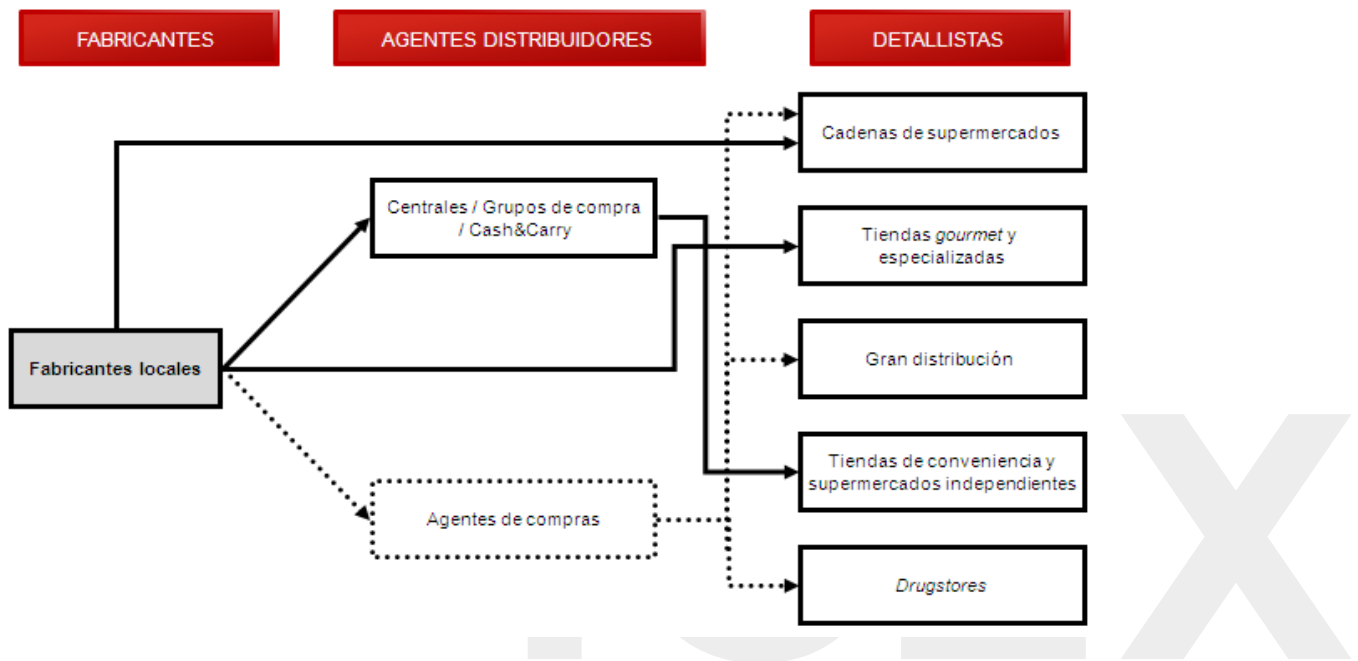 FABRICANTES
AGENTES DISTRIBUIDORES
DETALLISTAS
Cadenas de supermercados
Centrales / Grupos de compra
/ Cash&Carry
Tiendas gourmet y
especializadas
Fabricantes locales
Gran distribución
Tiendas de conveniencia y
supermercados independientes
Agentes de compras
Drugstores